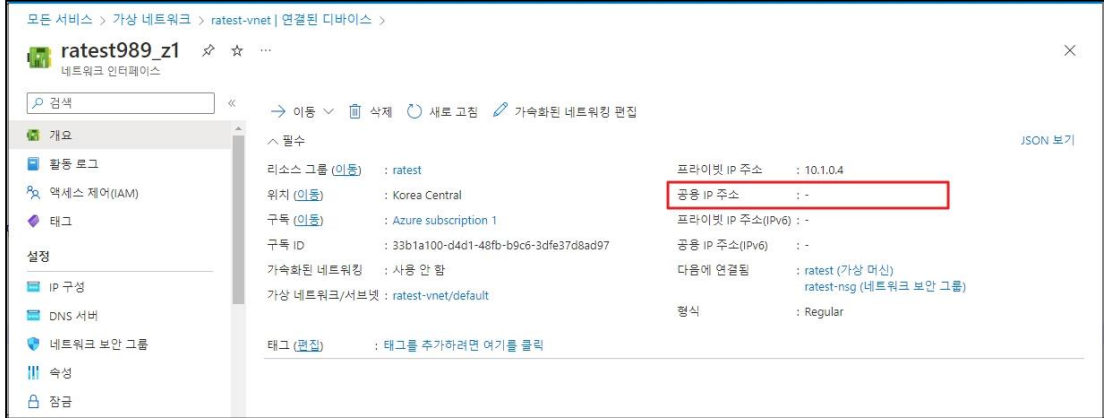 모든 서비스 > 가상 네트워크 > ratest-vnet | 연결된 디바이스 >
ratest989_z1
네트워크 인터페이스
검색
이동
삭제
새로 고침
가속화된 네트워킹 편집
개요
활동 로그
액세스 제어(IAM)
태그
설정
IP 구성
DNS 서버
네트워크 보안 그룹
속성
잠금
필수
JSON 보기
리소스 그룹 (이동) : ratest
위치 (이동) : Korea Central
구독 (이동) : Azure subscription 1
구독 ID : 33b1a100-d4d1-48fb-b9c6-3dfe37d8ad97
가속화된 네트워킹 : 사용 안 함
가상 네트워크/서브넷 : ratest-vnet/default
프라이빗 IP 주소 : 10.1.0.4
공용 IP 주소 : -
프라이빗 IP 주소(IPv6) : -
공용 IP 주소(IPv6) : -
다음에 연결됨 : ratest (가상 머신)
ratest-nsg (네트워크 보안 그룹)
형식 : Regular
태그 (편집) : 태그를 추가하려면 여기를 클릭